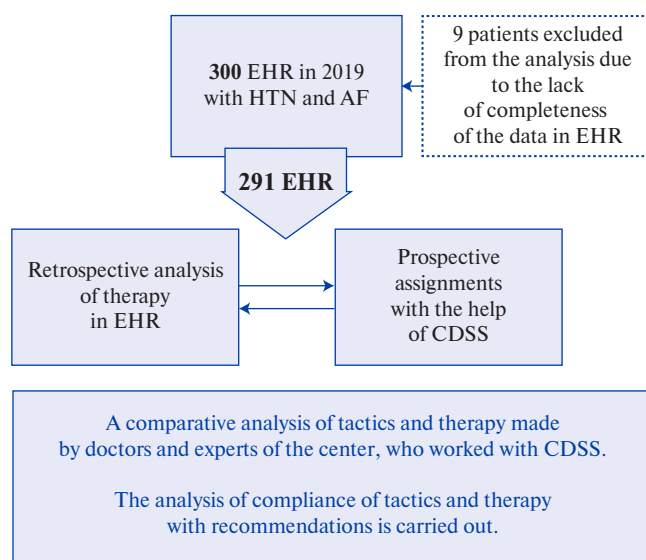 300 EHR in 2019
with HTN and AF
9 patients excluded
from the analysis due
to the lack
of completeness
of the data in EHR
291 EHR
Retrospective analysis
of therapy
in EHR
Prospective
assignments
with the help
of CDSS
A comparative analysis of tactics and therapy made
by doctors and experts of the center, who worked with CDSS.
The analysis of compliance of tactics and therapy
with recommendations is carried out.